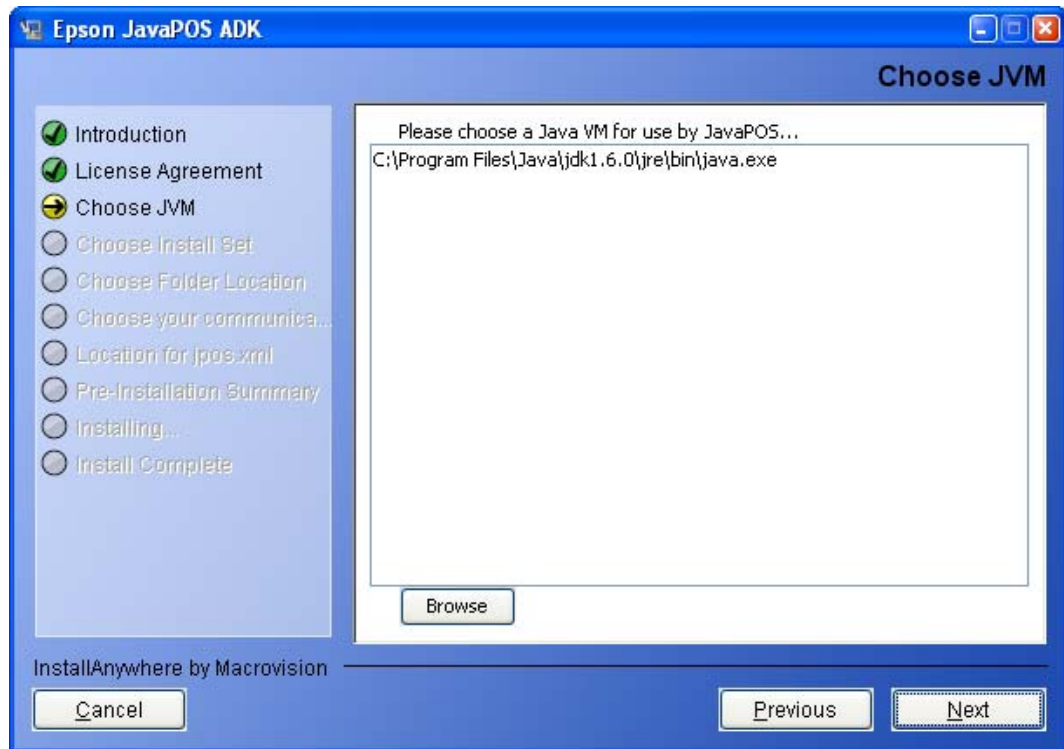 Epson JavaPOS ADK
Choose JVM
Introduction
License Agreement
Choose JVM
Choose Install Set
Choose Folder Location
Choose your communica...
Location for jpos.xml
Pre-Installation Summary
Installing...
Install Complete
Please choose a Java VM for use by JavaPOS...
C:\Program Files\Java\jdk1.6.0\jre\bin\java.exe
Browse
InstallAnywhere by Macrovision
Cancel
Previous
Next